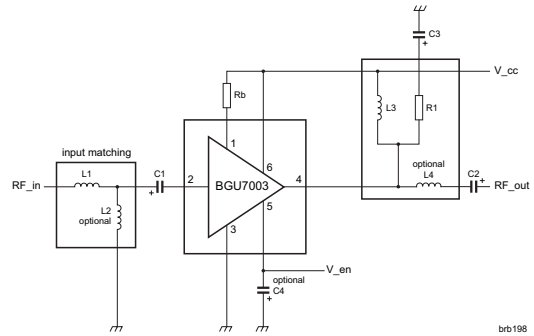 C3
+
V_cc
Rb
L3
R1
input matching
1
6
optional
RF_in
L1
C1
2
BGU7003
4
L4
C2
RF_out
+
+
L2
optional
3
5
V_en
optional
C4
+
brb198